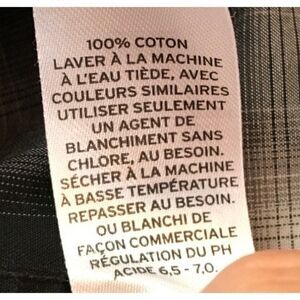 100% COTON
LAVER À LA MACHINE
À L'EAU TIÈDE, AVEC
COULEURS SIMILAIRES
UTILISER SEULEMENT
UN AGENT DE
BLANCHIMENT SANS
CHLORE, AU BESOIN.
SÉCHER À LA MACHINE
À BASSE TEMPÉRATURE
REPASSER AU BESOIN.
OU BLANCHI DE
FAÇON COMMERCIALE
RÉGULATION DU PH
ACIDE 6,5 - 7,0.